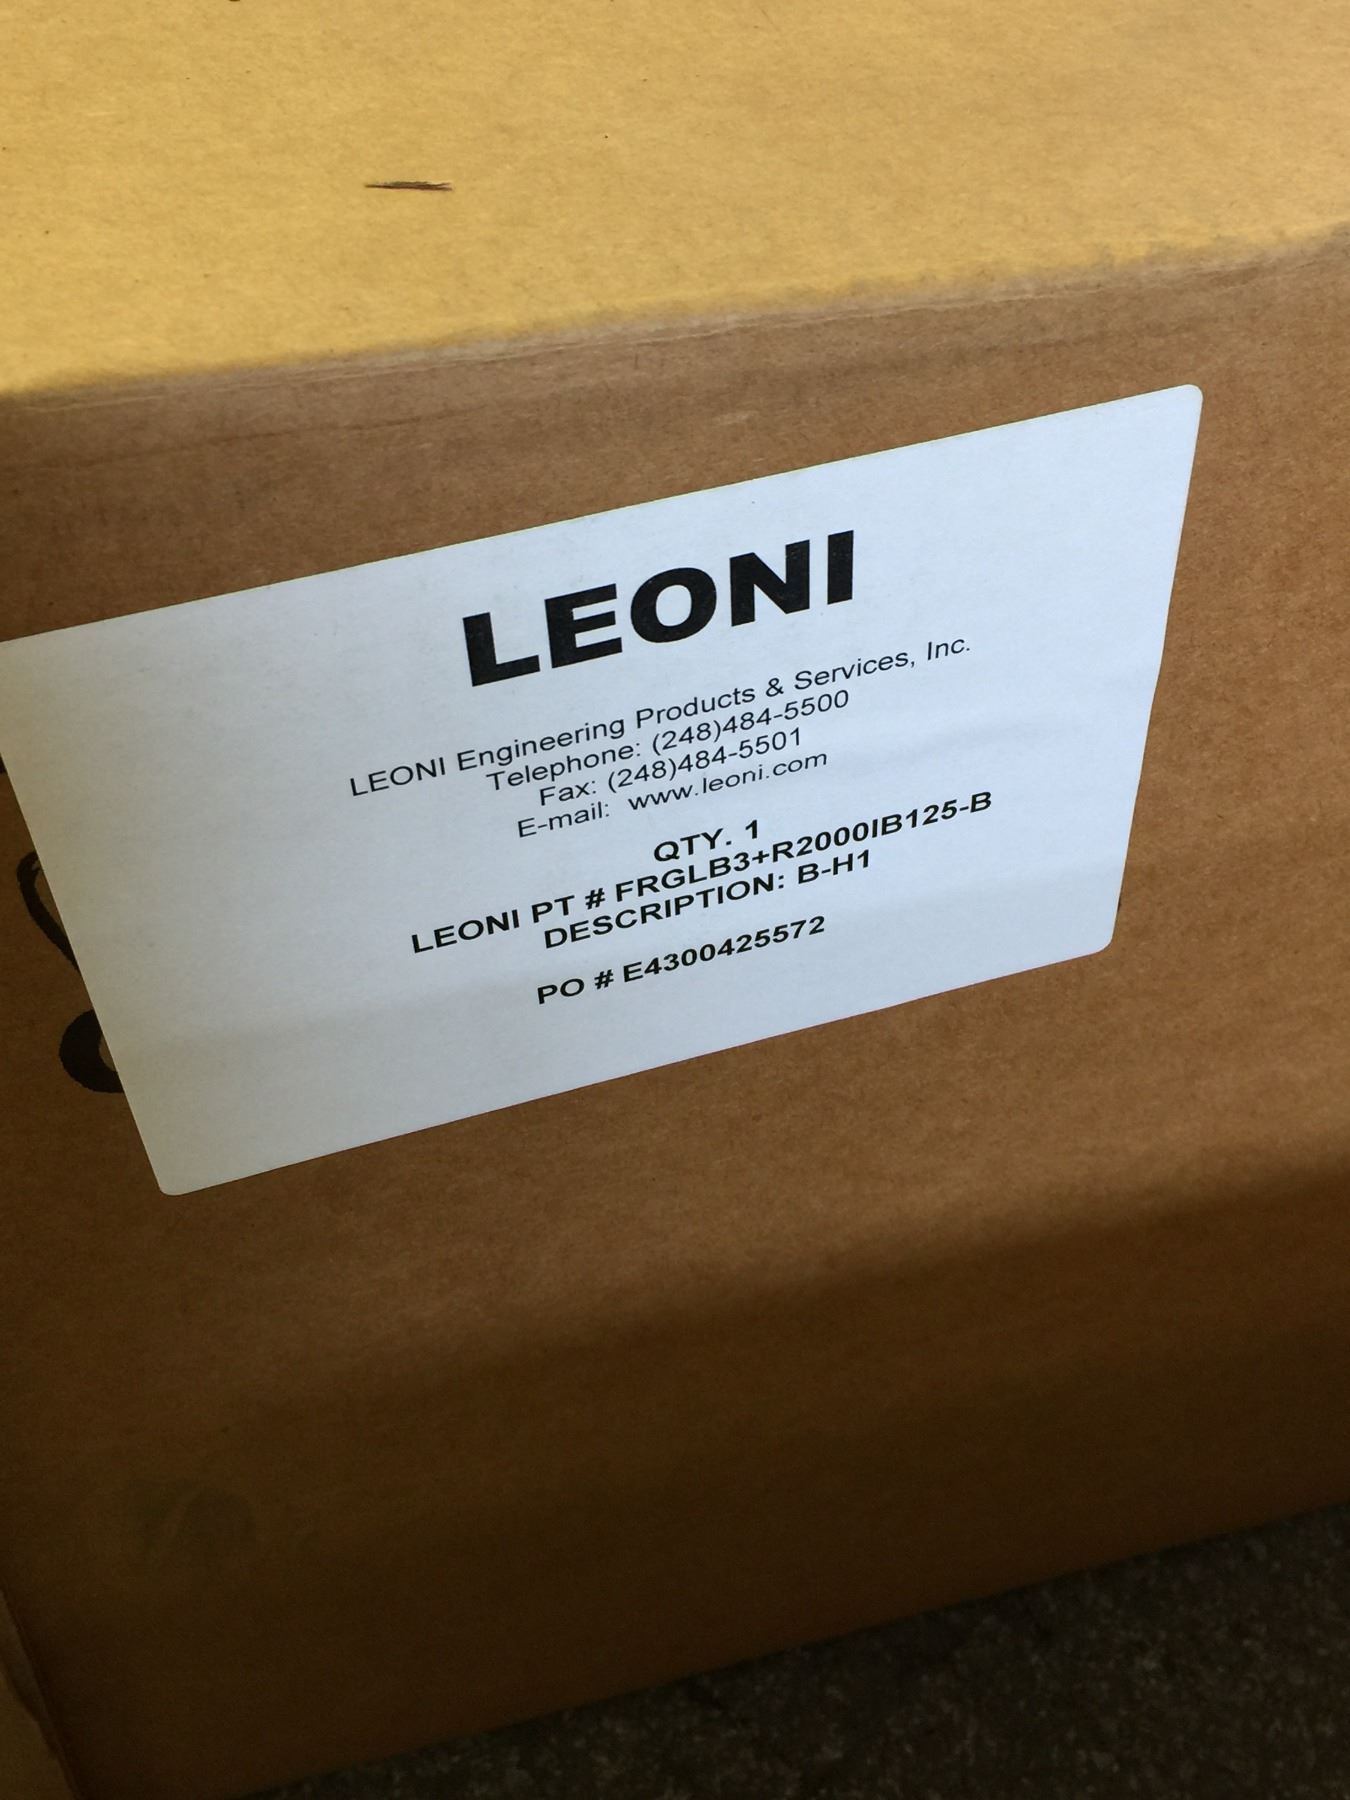 LEONI
LEONI Engineering Products & Services, Inc.
Telephone: (248)484-5500
Fax: (248)484-5501
E-mail: www.leoni.com
QTY. 1
LEONI PT # FRGLB3+R2000IB125-B
DESCRIPTION: B-H1
PO # E4300425572